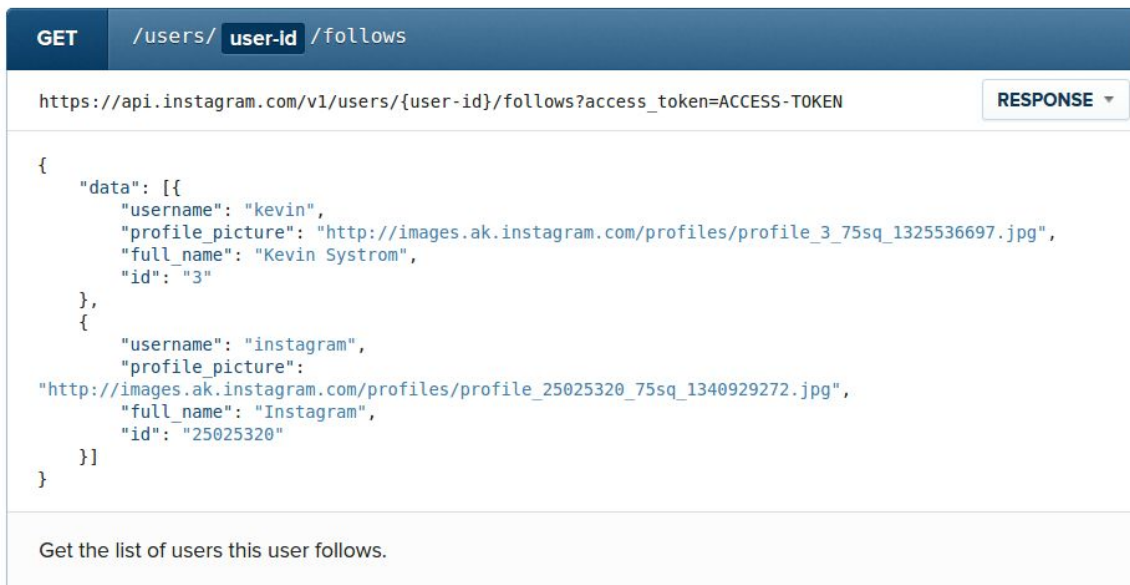 GET /users/ user-id /follows
https://api.instagram.com/v1/users/{user-id}/follows?access_token=ACCESS-TOKEN RESPONSE
{
"data": [{
"username": "kevin",
"profile_picture": "http://images.ak.instagram.com/profiles/profile_3_75sq_1325536697.jpg",
"full_name": "Kevin Systrom",
"id": "3"
},
{
"username": "instagram",
"profile_picture":
"http://images.ak.instagram.com/profiles/profile_25025320_75sq_1340929272.jpg",
"full_name": "Instagram",
"id": "25025320"
}]
}
Get the list of users this user follows.